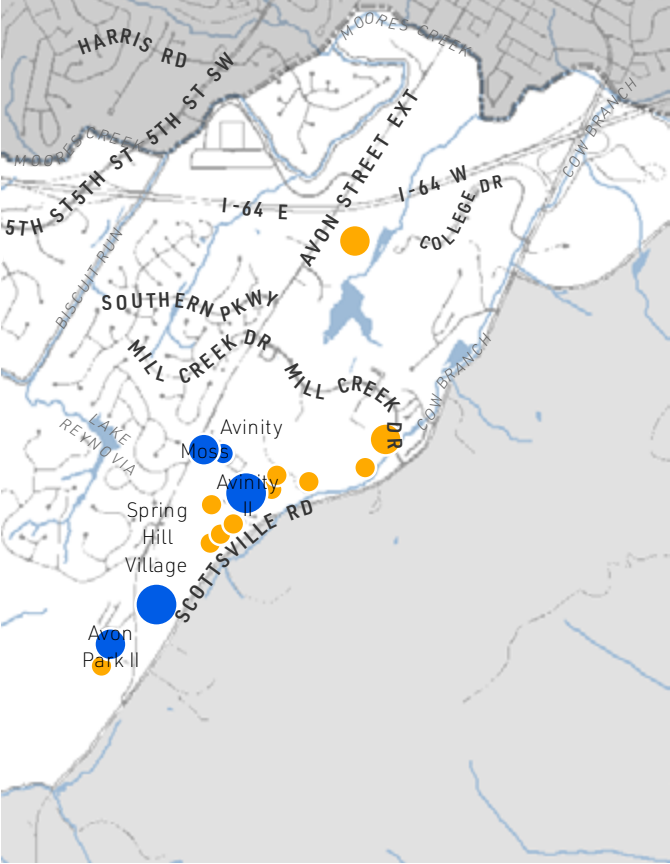 MOORES CREEK
HARRIS RD
5TH ST SW
COW BRANCH
MOORES CREEK
5TH ST
5TH ST
5TH ST
AVON STREET EXT
I-64 W
COLLEGE DR
I-64 E
BISCUIT RUN
SOUTHERN PKWY
MILL CREEK DR
MILL CREEK DR
COW BRANCH
LAKE
REYNOVIA
Avinity
Moss
Avinity
II
Spring
Hill
Village
SCOTTSVILLE RD
Avon
Park II